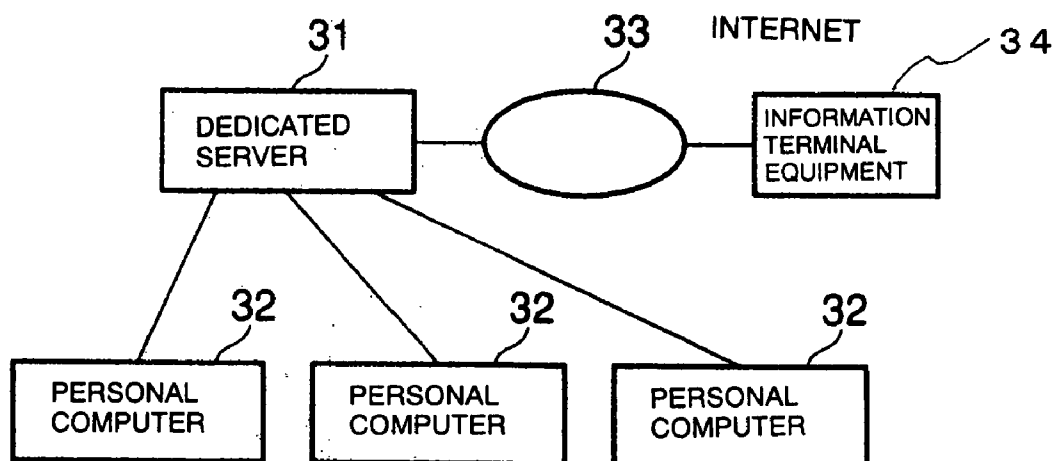 31
33
INTERNET
34
DEDICATED
SERVER
INFORMATION
TERMINAL
EQUIPMENT
32
32
32
PERSONAL
COMPUTER
PERSONAL
COMPUTER
PERSONAL
COMPUTER